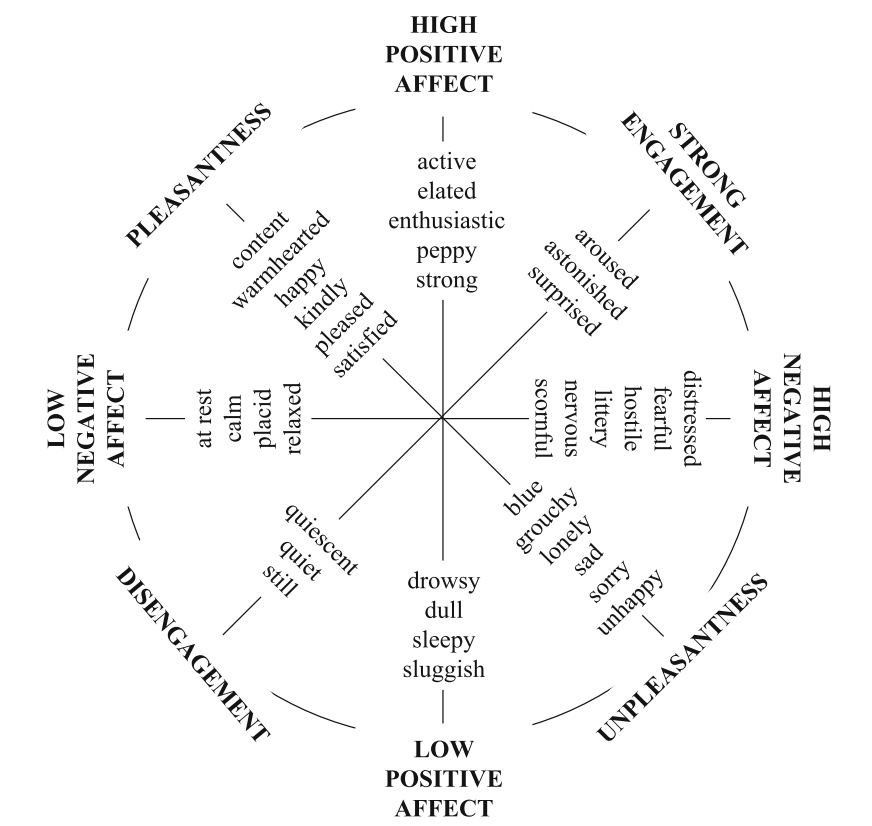 HIGH
POSITIVE
AFFECT
STRONG
ENGAGEMENT
aroused
astonished
surprised
HIGH
NEGATIVE
AFFECT
distressed
fearful
hostile
littery
nervous
scornful
UNPLEASANTNESS
blue
grouchy
lonely
sad
sorry
unhappy
LOW
POSITIVE
AFFECT
drowsy
dull
sleepy
sluggish
DISENGAGEMENT
quiescent
quiet
still
LOW
NEGATIVE
AFFECT
at rest
calm
placid
relaxed
PLEASANTNESS
content
warmhearted
happy
kindly
pleased
satisfied
active
elated
enthusiastic
peppy
strong